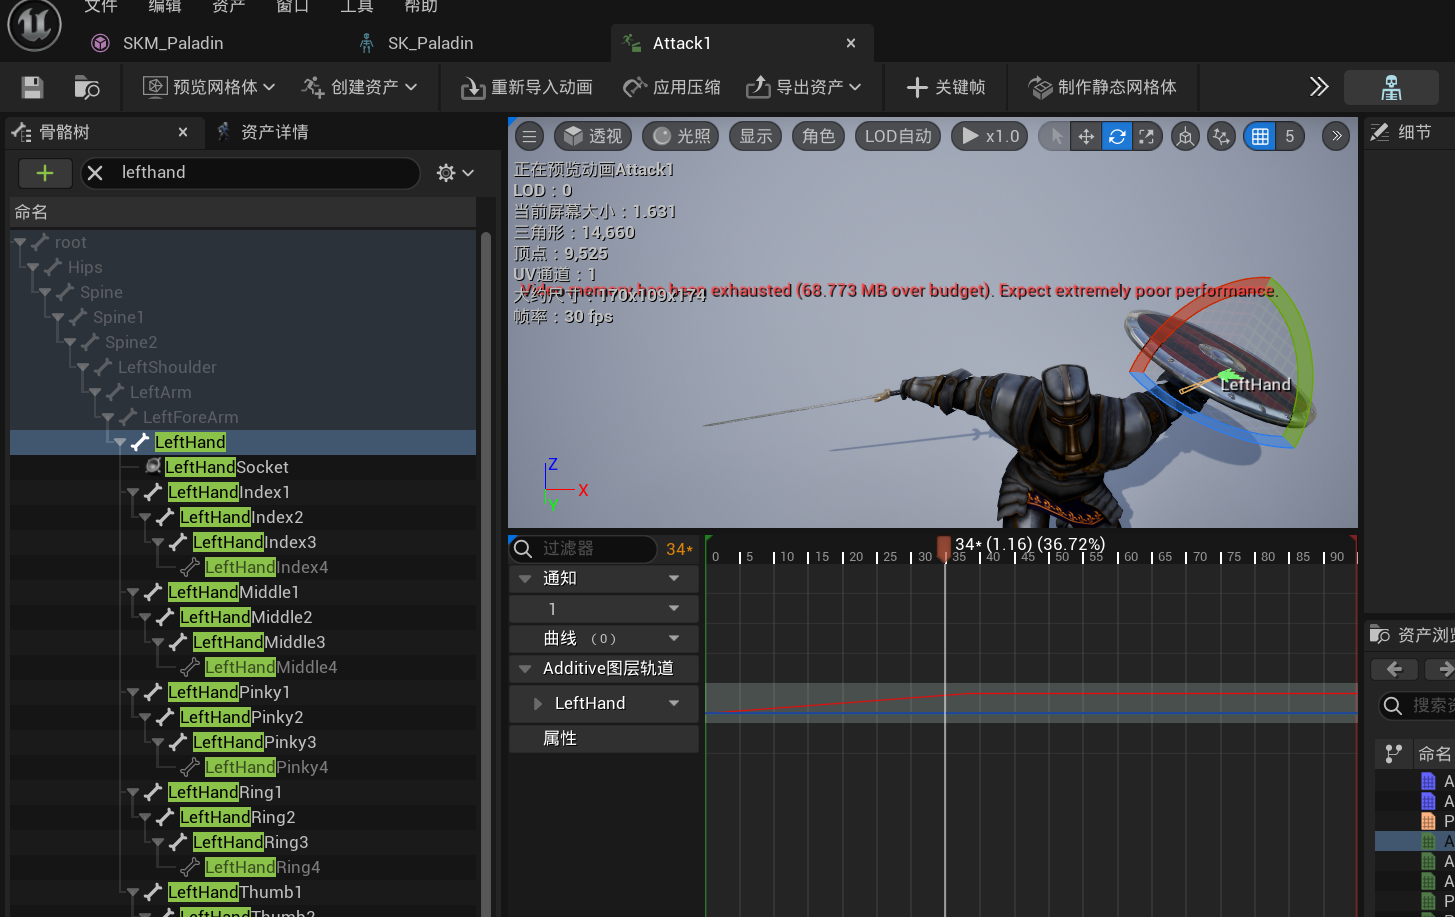 文件 编辑 资产 窗口 工具 帮助
SKM_Paladin SK_Paladin Attack1
预览网格体 创建资产 重新导入动画 应用压缩 导出资产 关键帧 制作静态网格体
骨骼树 资产详情
lefthand
命名
root
Hips
Spine
Spine1
Spine2
LeftShoulder
LeftArm
LeftForeArm
LeftHand
LeftHandSocket
LeftHandIndex1
LeftHandIndex2
LeftHandIndex3
LeftHandIndex4
LeftHandMiddle1
LeftHandMiddle2
LeftHandMiddle3
LeftHandMiddle4
LeftHandPinky1
LeftHandPinky2
LeftHandPinky3
LeftHandPinky4
LeftHandRing1
LeftHandRing2
LeftHandRing3
LeftHandRing4
LeftHandThumb1
LeftHandThumb2
透视 光照 显示 角色 LOD自动 x1.0 5
正在预览动画Attack1
LOD：0
当前屏幕大小：1.631
三角形：14,660
顶点：9,525
UV通道：1
memory has been exhausted (68.773 MB over budget). Expect extremely poor performance.
大约尺寸：170x109x174
帧率：30 fps
LeftHand
Z
X
Y
过滤器 34*
34* (1.16) (36.72%)
0 5 10 15 20 25 30 35 40 45 50 55 60 65 70 75 80 85 90
通知
1
曲线 （0）
Additive图层轨道
LeftHand
属性
细节
资产浏览
搜索资
命名
A
A
P
A
A
A
P